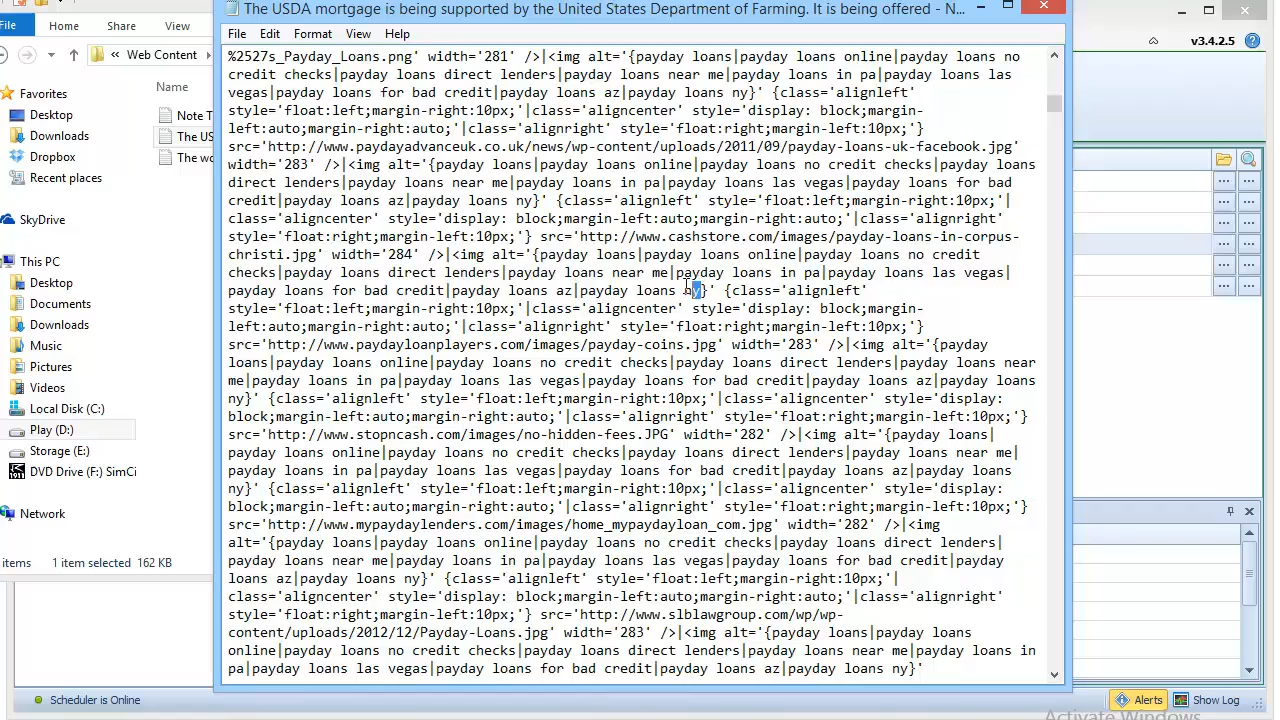 The USDA mortgage is being supported by the United States Department of Farming. It is being offered - N...
File
Home
Share
View
File Edit Format View Help
v3.4.2.5
Web Content
Name
Favorites
Desktop
Downloads
Dropbox
Recent places
Note T
The US
The wo
SkyDrive
This PC
Desktop
Documents
Downloads
Music
Pictures
Videos
Local Disk (C:)
Play (D:)
Storage (E:)
DVD Drive (F:) SimCi
Network
items 1 item selected 162 KB
%2527s_Payday_Loans.png' width='281' />|<img alt='{payday loans|payday loans online|payday loans no
credit checks|payday loans direct lenders|payday loans near me|payday loans in pa|payday loans las
vegas|payday loans for bad credit|payday loans az|payday loans ny}' {class='alignleft'
style='float:left;margin-right:10px;'|class='aligncenter' style='display: block;margin-
left:auto;margin-right:auto;'|class='alignright' style='float:right;margin-left:10px;'}
src='http://www.paydayadvanceuk.co.uk/news/wp-content/uploads/2011/09/payday-loans-uk-facebook.jpg'
width='283' />|<img alt='{payday loans|payday loans online|payday loans no credit checks|payday loans
direct lenders|payday loans near me|payday loans in pa|payday loans las vegas|payday loans for bad
credit|payday loans az|payday loans ny}' {class='alignleft' style='float:left;margin-right:10px;'|
class='aligncenter' style='display: block;margin-left:auto;margin-right:auto;'|class='alignright'
style='float:right;margin-left:10px;'} src='http://www.cashstore.com/images/payday-loans-in-corpus-
christi.jpg' width='284' />|<img alt='{payday loans|payday loans online|payday loans no credit
checks|payday loans direct lenders|payday loans near me|payday loans in pa|payday loans las vegas|
payday loans for bad credit|payday loans az|payday loans ny}' {class='alignleft'
style='float:left;margin-right:10px;'|class='aligncenter' style='display: block;margin-
left:auto;margin-right:auto;'|class='alignright' style='float:right;margin-left:10px;'}
src='http://www.paydayloanplayers.com/images/payday-coins.jpg' width='283' />|<img alt='{payday
loans|payday loans online|payday loans no credit checks|payday loans direct lenders|payday loans near
me|payday loans in pa|payday loans las vegas|payday loans for bad credit|payday loans az|payday loans
ny}' {class='alignleft' style='float:left;margin-right:10px;'|class='aligncenter' style='display:
block;margin-left:auto;margin-right:auto;'|class='alignright' style='float:right;margin-left:10px;'}
src='http://www.stopncash.com/images/no-hidden-fees.JPG' width='282' />|<img alt='{payday loans|
payday loans online|payday loans no credit checks|payday loans direct lenders|payday loans near me|
payday loans in pa|payday loans las vegas|payday loans for bad credit|payday loans az|payday loans
ny}' {class='alignleft' style='float:left;margin-right:10px;'|class='aligncenter' style='display:
block;margin-left:auto;margin-right:auto;'|class='alignright' style='float:right;margin-left:10px;'}
src='http://www.mypaydaylenders.com/images/home_mypaydayloan_com.jpg' width='282' />|<img
alt='{payday loans|payday loans online|payday loans no credit checks|payday loans direct lenders|
payday loans near me|payday loans in pa|payday loans las vegas|payday loans for bad credit|payday
loans az|payday loans ny}' {class='alignleft' style='float:left;margin-right:10px;'|
class='aligncenter' style='display: block;margin-left:auto;margin-right:auto;'|class='alignright'
style='float:right;margin-left:10px;'} src='http://www.slblawgroup.com/wp/wp-
content/uploads/2012/12/Payday-Loans.jpg' width='283' />|<img alt='{payday loans|payday loans
online|payday loans no credit checks|payday loans direct lenders|payday loans near me|payday loans in
pa|payday loans las vegas|payday loans for bad credit|payday loans az|payday loans ny}'
Scheduler is Online
Alerts
Show Log
Activate Windows